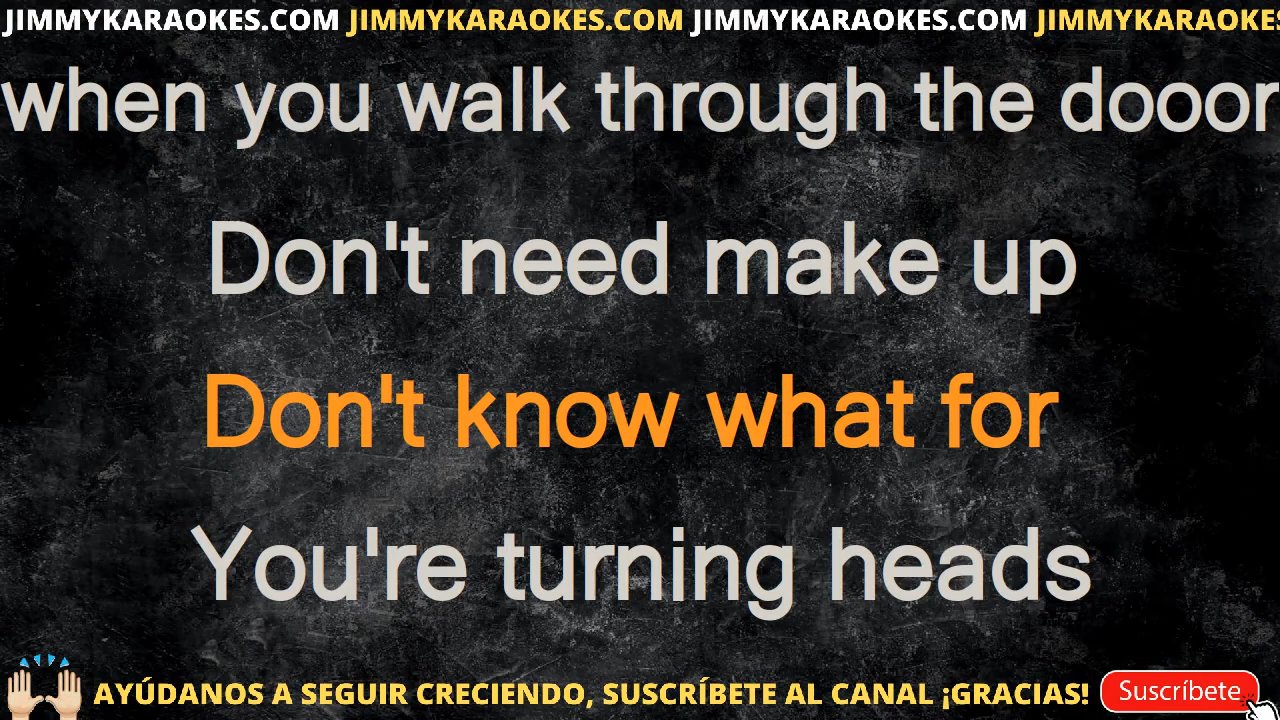 JIMMYKARAOKES.COM JIMMYKARAOKES.COM JIMMYKARAOKES.COM JIMMYKARAOKES
when you walk through the dooor
Don't need make up
Don't know what for
You're turning heads
AYÚDANOS A SEGUIR CRECIENDO, SUSCRÍBETE AL CANAL ¡GRACIAS! Suscríbete